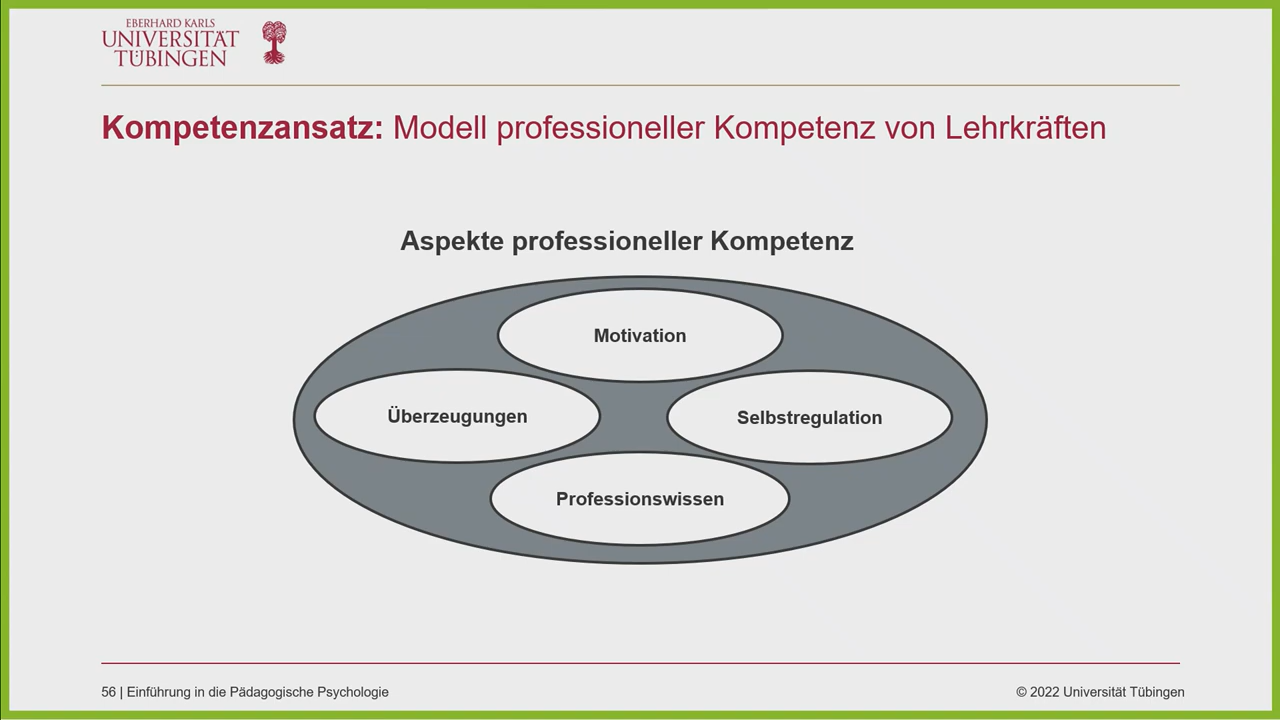 EBERHARD KARLS
UNIVERSITÄT
TÜBINGEN
Kompetenzansatz: Modell professioneller Kompetenz von Lehrkräften
Aspekte professioneller Kompetenz
Motivation
Überzeugungen
Selbstregulation
Professionswissen
56 | Einführung in die Pädagogische Psychologie
© 2022 Universität Tübingen